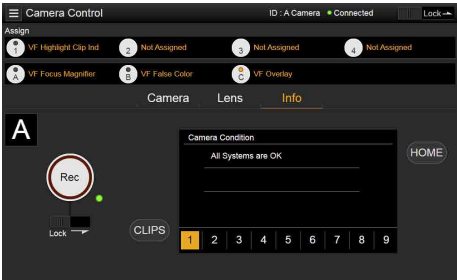 Camera Control
ID : A Camera Connected
Lock
Assign
1 VF Highlight Clip Ind
2 Not Assigned
3 Not Assigned
4 Not Assigned
A VF Focus Magnifier
B VF False Color
C VF Overlay
Camera Lens Info
A
Camera Condition
All Systems are OK
HOME
Rec
Lock
CLIPS
1 2 3 4 5 6 7 8 9